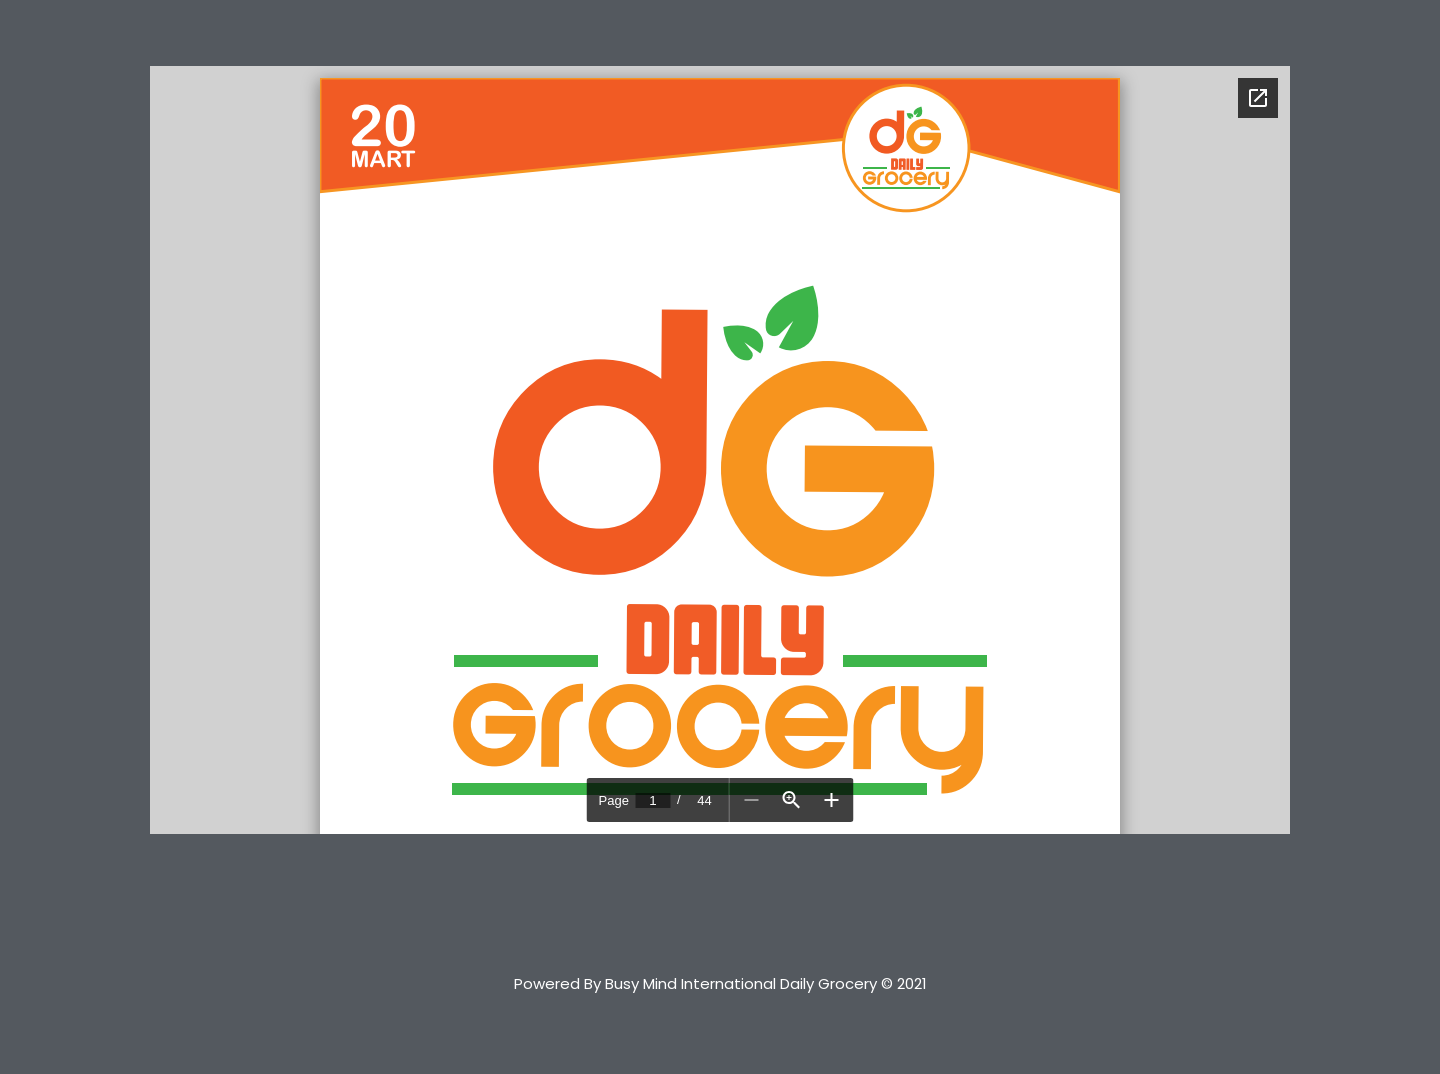 20
MART
dG
DAILY
Grocery
dG
DAILY
Grocery
Page 1 / 44
Powered By Busy Mind International Daily Grocery © 2021